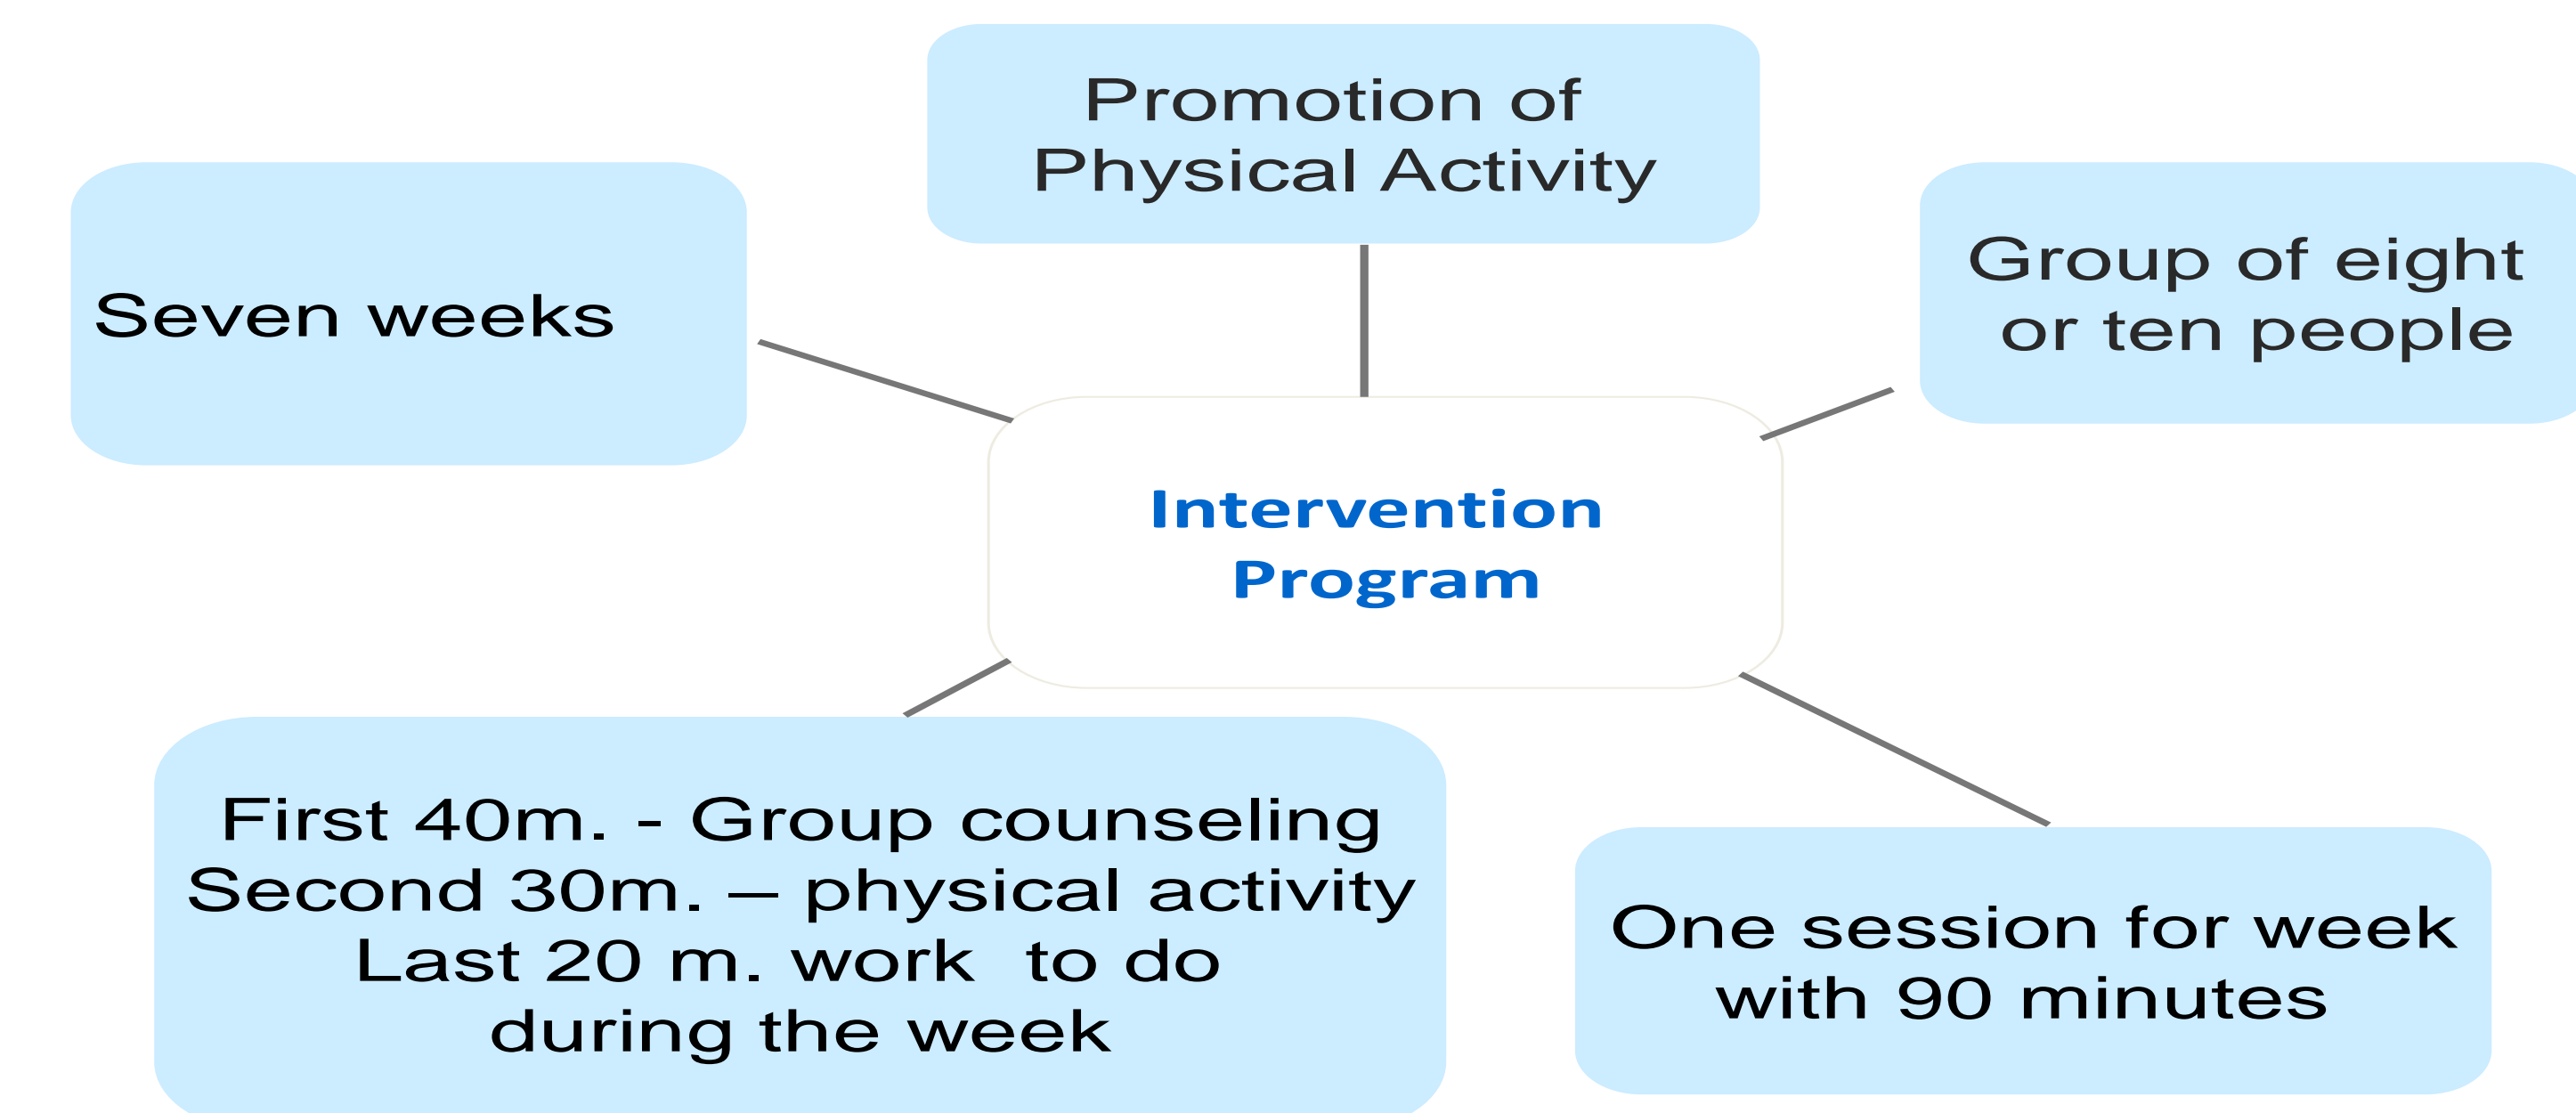 Promotion of
Physical Activity
Seven weeks
Group of eight
or ten people
Intervention
Program
First 40m. - Group counseling
Second 30m. – physical activity
Last 20 m. work  to do
during the week
One session for week
with 90 minutes